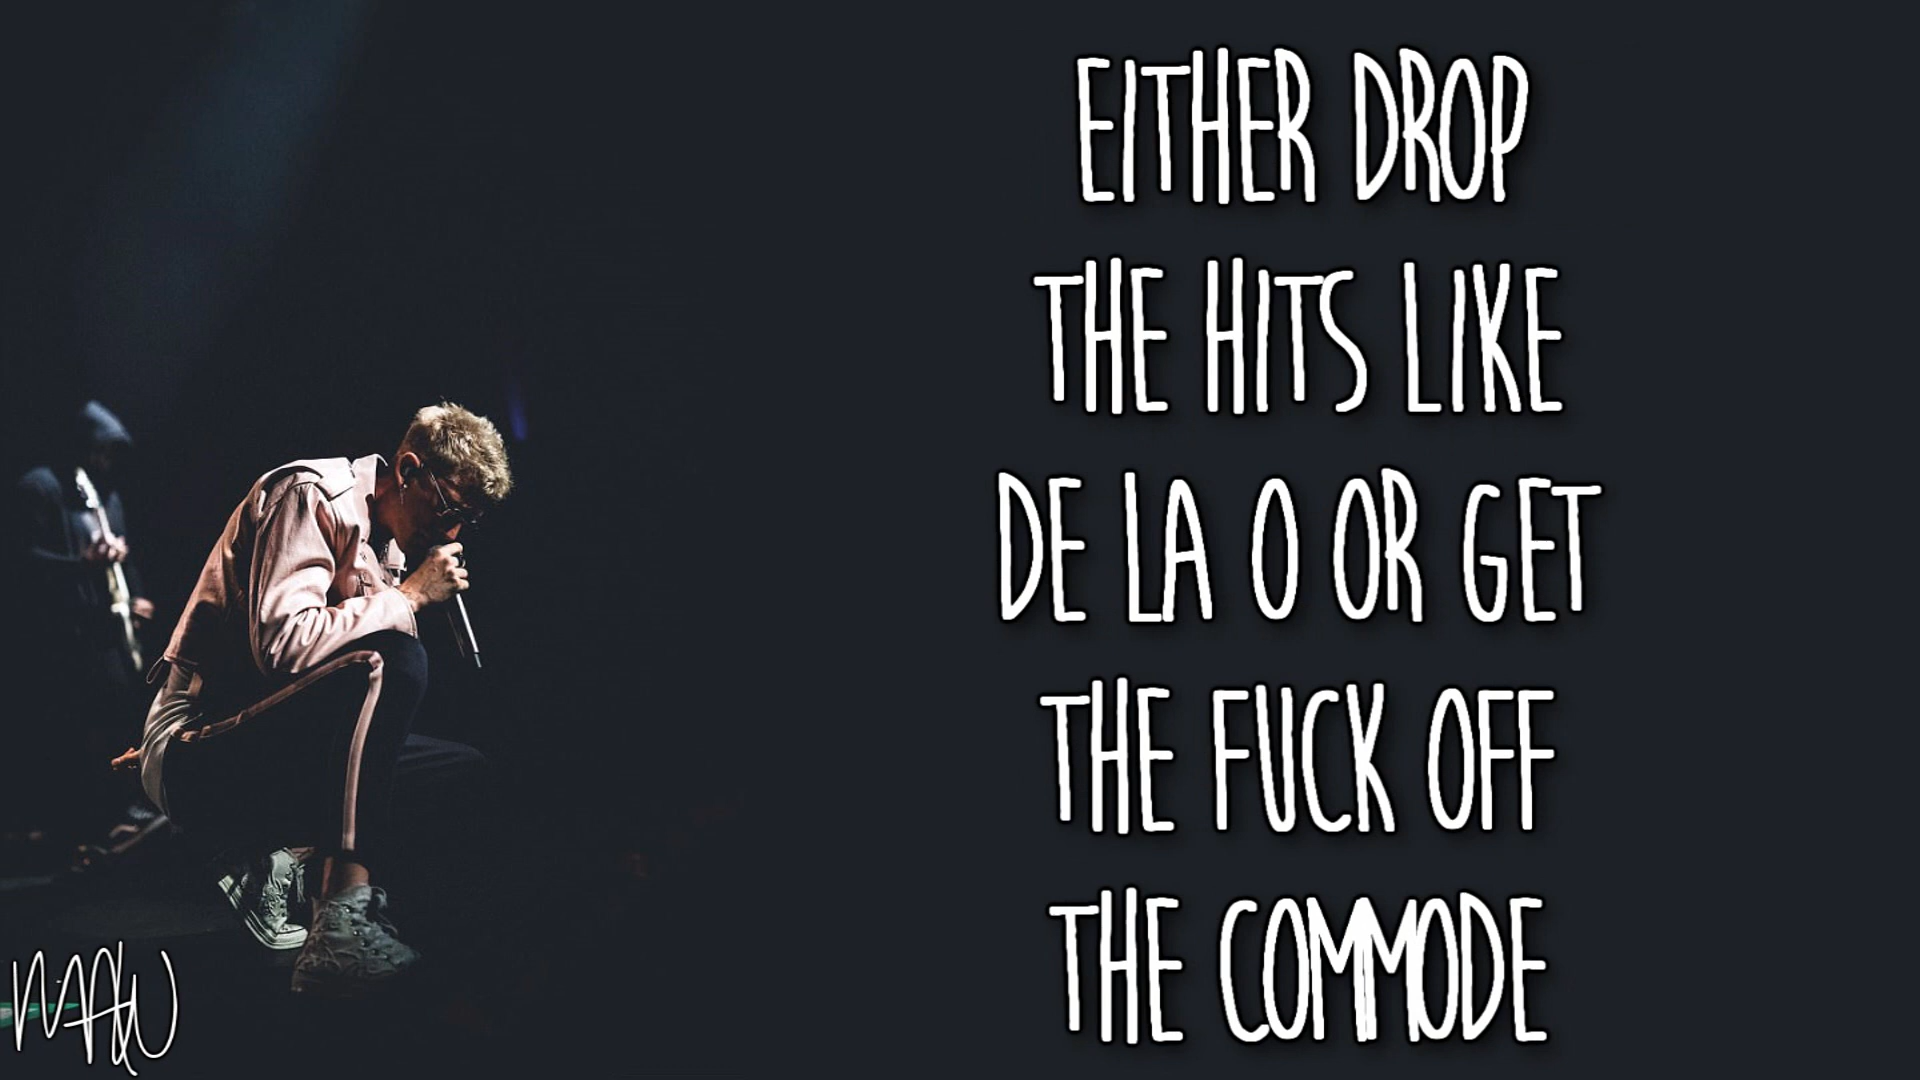 EITHER DROP
THE HITS LIKE
DE LA O OR GET
THE FUCK OFF
THE COMMODE